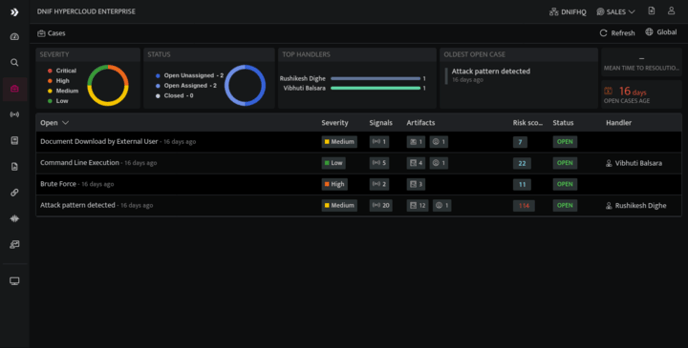 DNIF HYPERCLOUD ENTERPRISE
DNIFHQ
SALES
Cases
Refresh
Global
SEVERITY
Critical
High
Medium
Low
STATUS
Open Unassigned - 2
Open Assigned - 2
Closed - 0
TOP HANDLERS
Rushikesh Dighe 1
Vibhuti Balsara 1
OLDEST OPEN CASE
Attack pattern detected
16 days ago
–
MEAN TIME TO RESOLUTIO...
16 days
OPEN CASES AGE
Open Severity Signals Artifacts Risk sco... Status Handler
Document Download by External User - 16 days ago Medium 1 1 1 7 OPEN
Command Line Execution - 16 days ago Low 5 4 1 22 OPEN Vibhuti Balsara
Brute Force - 16 days ago High 2 3 11 OPEN
Attack pattern detected - 16 days ago Medium 20 12 1 114 OPEN Rushikesh Dighe